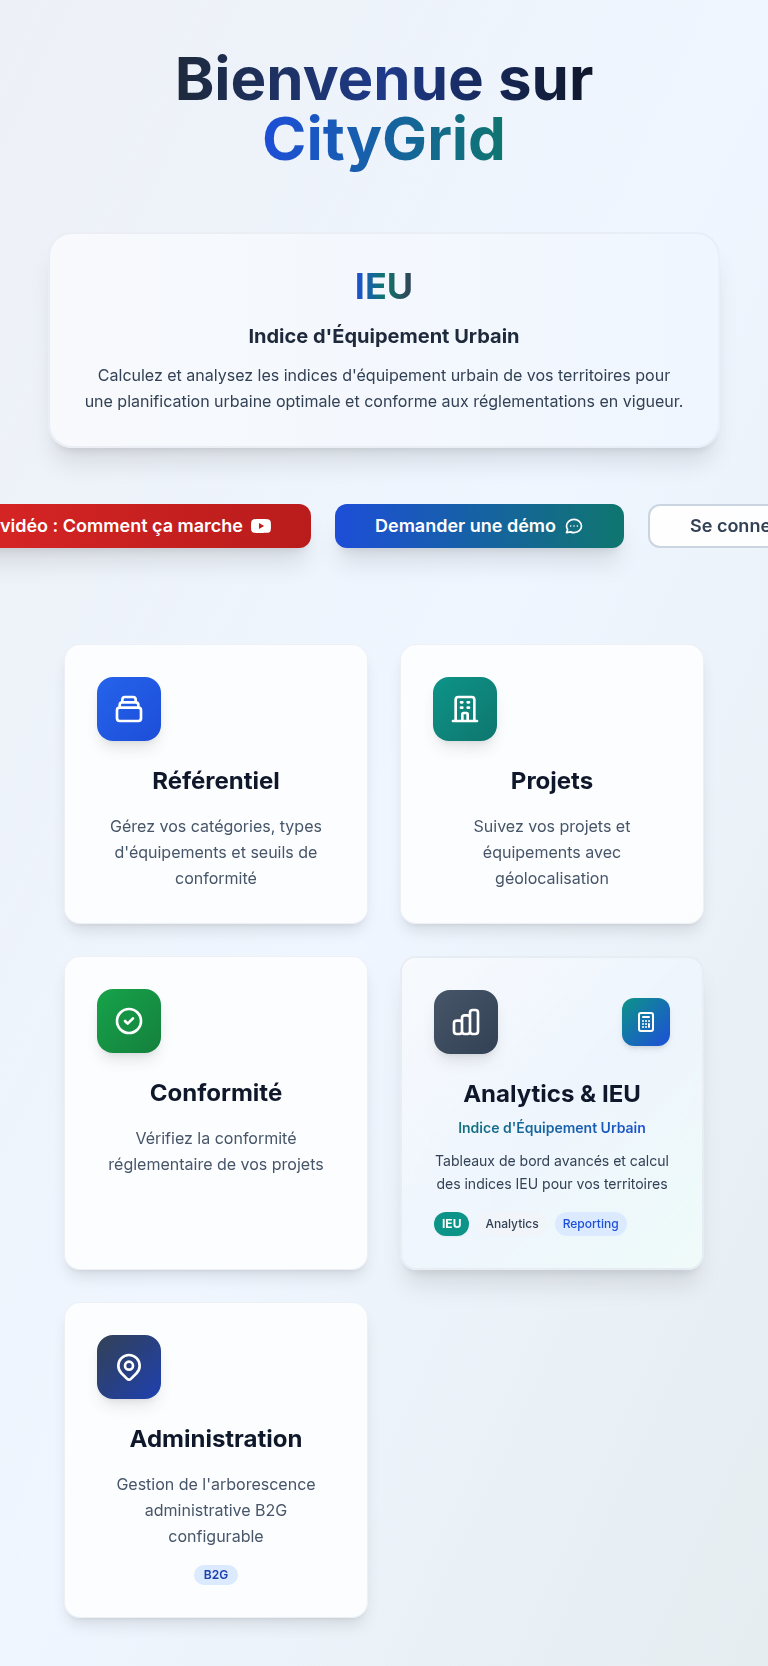 Bienvenue sur
CityGrid
IEU
Indice d'Équipement Urbain
Calculez et analysez les indices d'équipement urbain de vos territoires pour
une planification urbaine optimale et conforme aux réglementations en vigueur.
vidéo : Comment ça marche
Demander une démo
Se conne
Référentiel
Gérez vos catégories, types
d'équipements et seuils de
conformité
Projets
Suivez vos projets et
équipements avec
géolocalisation
Conformité
Vérifiez la conformité
réglementaire de vos projets
Analytics & IEU
Indice d'Équipement Urbain
Tableaux de bord avancés et calcul
des indices IEU pour vos territoires
IEU Analytics Reporting
Administration
Gestion de l'arborescence
administrative B2G
configurable
B2G